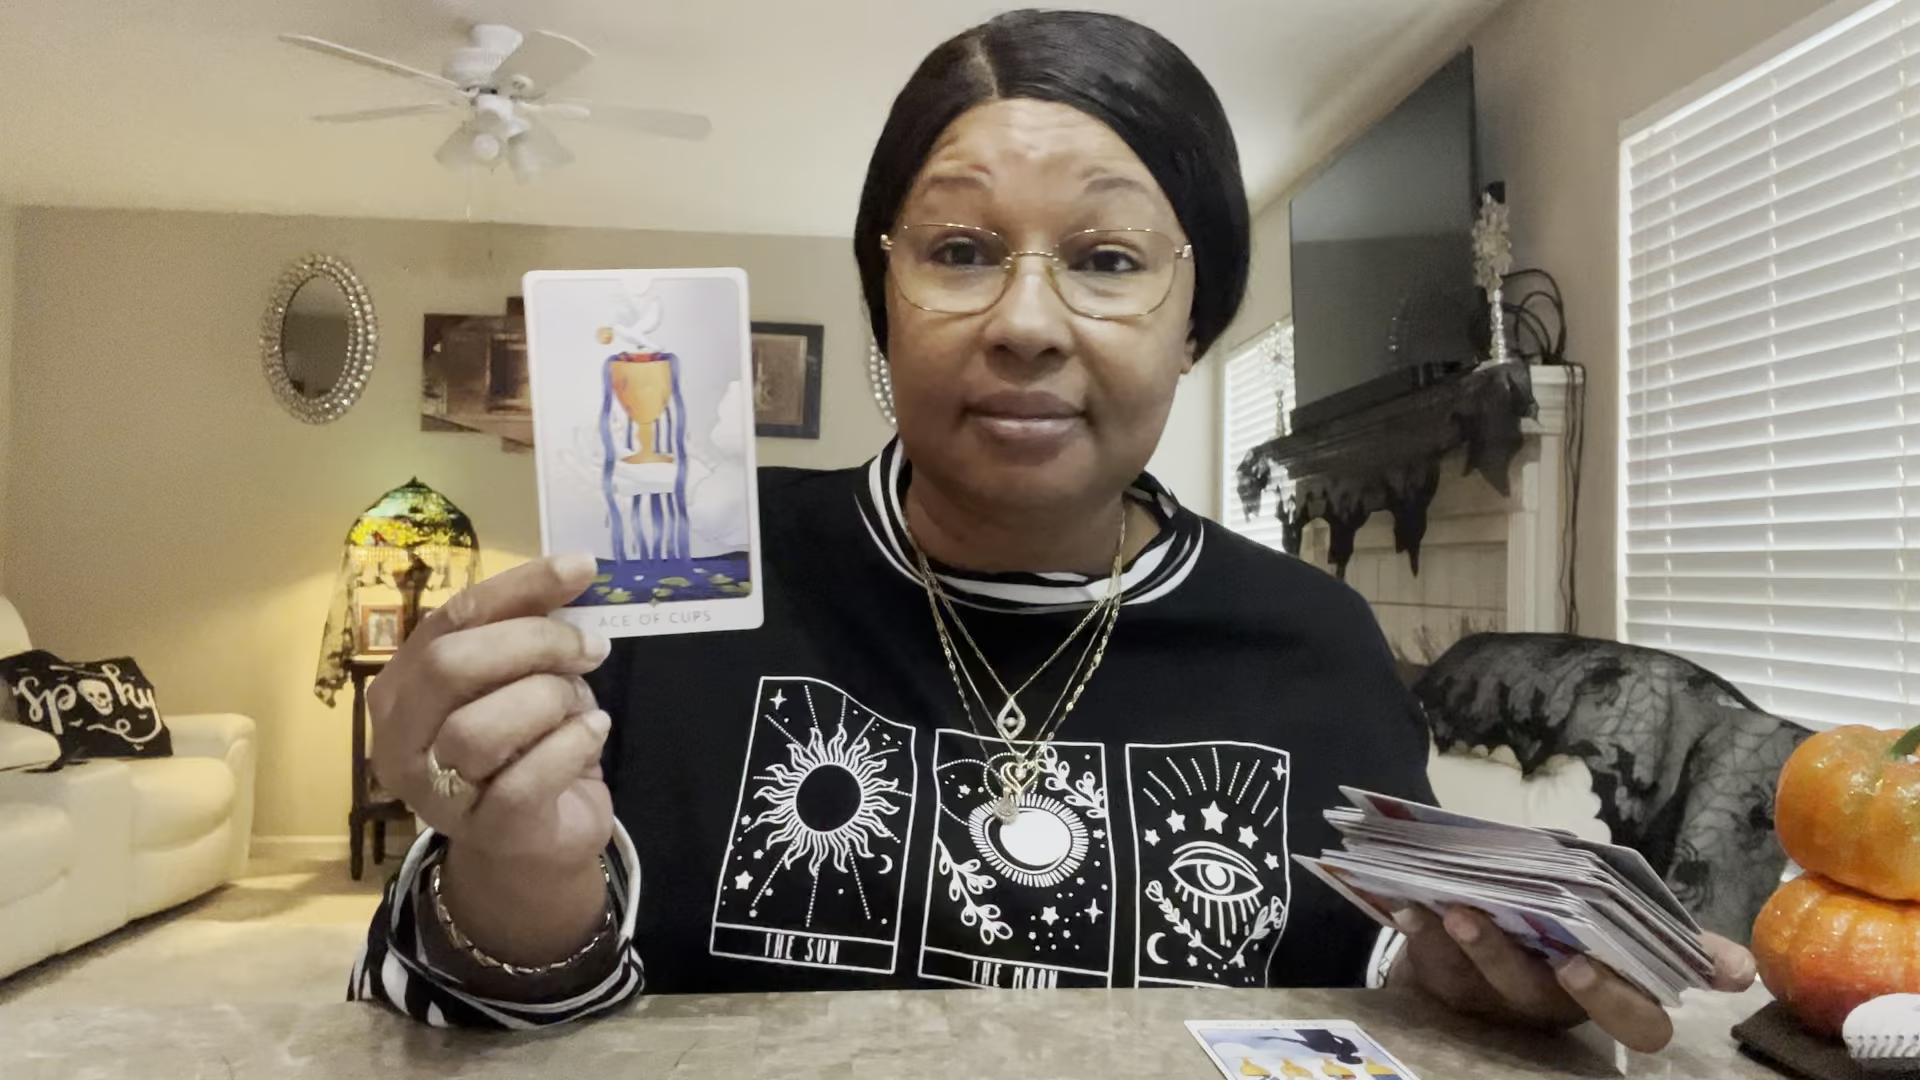 ACE OF CUPS
spooky
THE SUN
THE MOON